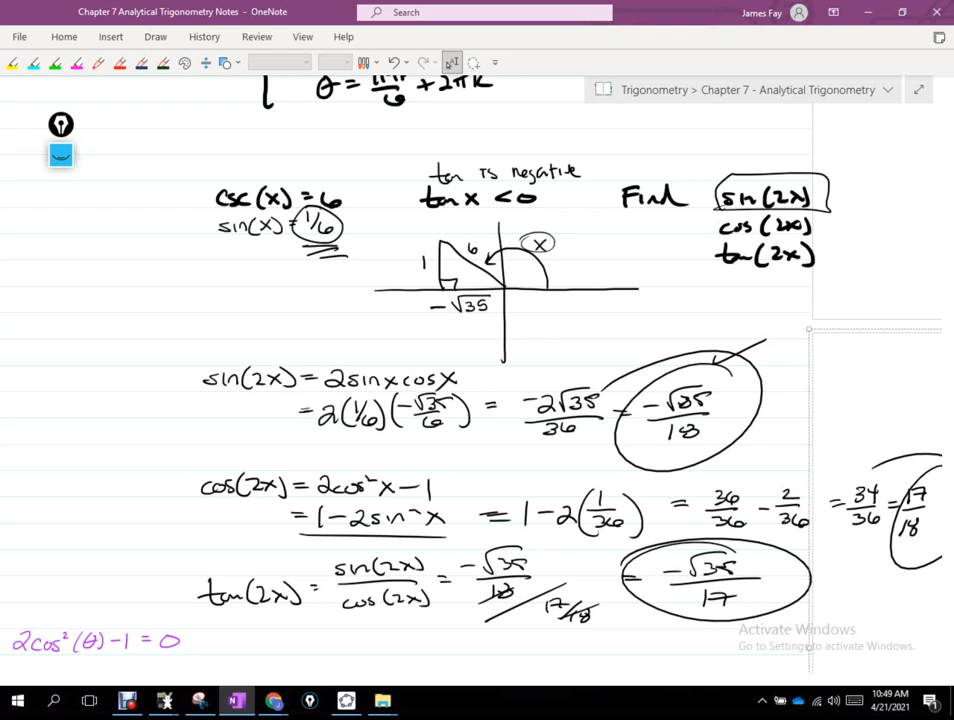 Chapter 7 Analytical Trigonometry Notes - OneNote
Search
James Fay
File Home Insert Draw History Review View Help
θ = π/6 + 2πk
Trigonometry > Chapter 7 - Analytical Trigonometry
tan is negative
csc(x) = 6 tan x < 0 Find sin(2x)
sin(x) = 1/6 cos(2x)
tan(2x)
x
6
1
-√35
sin(2x) = 2sinxcosx
= 2(1/6)(-√35/6) = -2√35/36 = -√35/18
cos(2x) = 2cos²x - 1
= 1 - 2sin²x = 1 - 2(1/36) = 36/36 - 2/36 = 34/36 = 17/18
tan(2x) = sin(2x)/cos(2x) = -√35/18 / 17/18 = -√35/17
2cos²(θ) - 1 = 0
Activate Windows
Go to Settings to activate Windows.
10:49 AM
4/21/2021